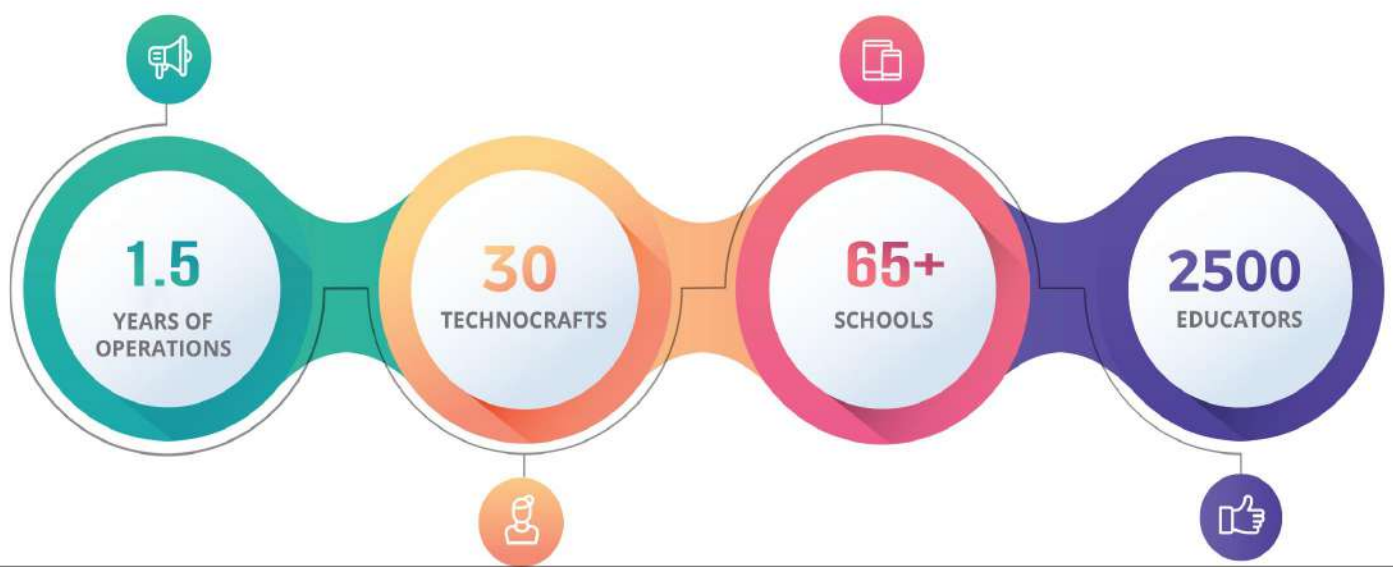 1.5
YEARS OF
OPERATIONS
30
TECHNOCRAFTS
65+
SCHOOLS
2500
EDUCATORS